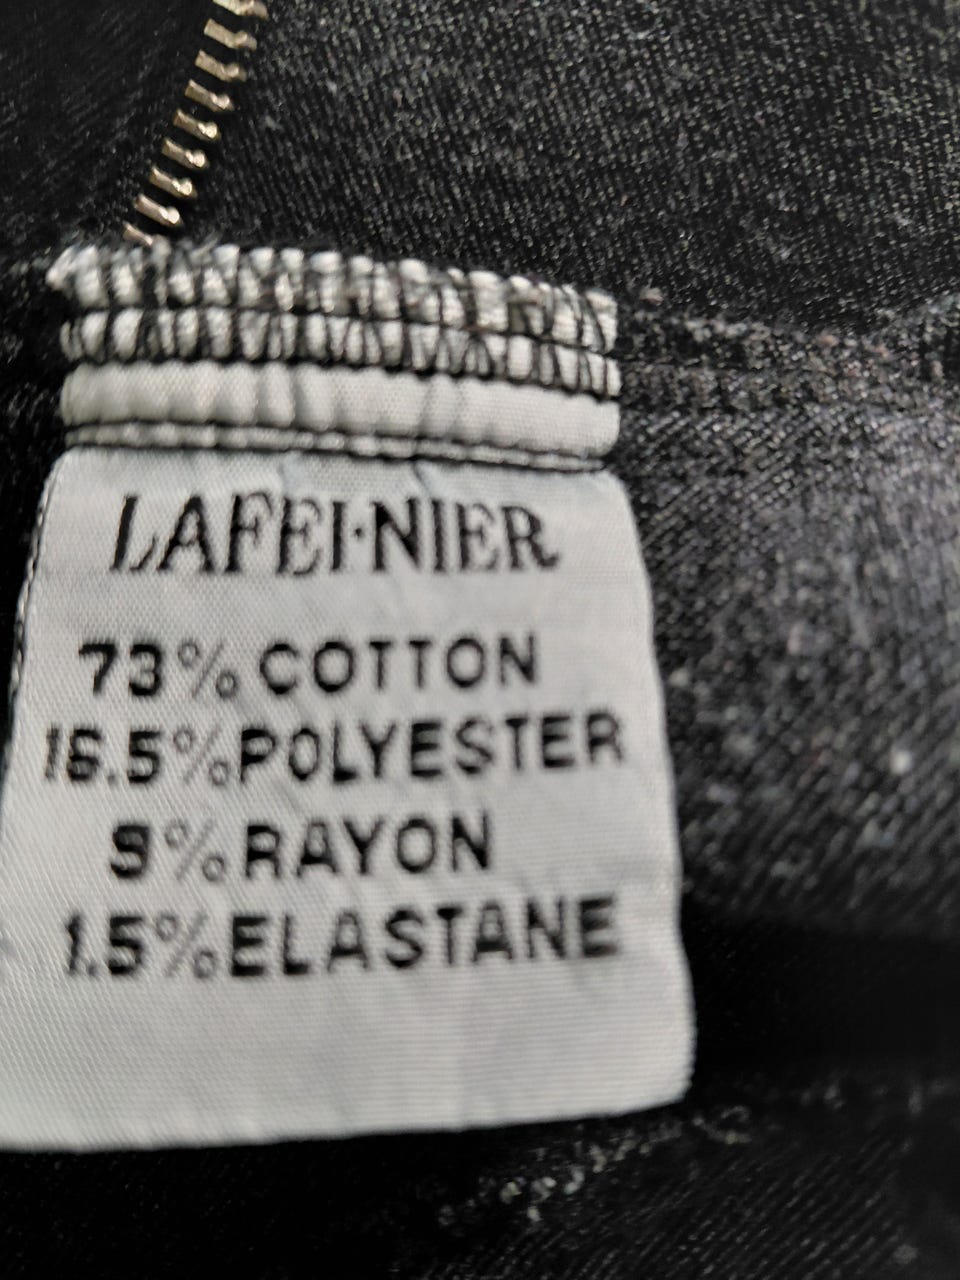 LAFEI·NIER
73% COTTON
16.5% POLYESTER
9% RAYON
1.5% ELASTANE